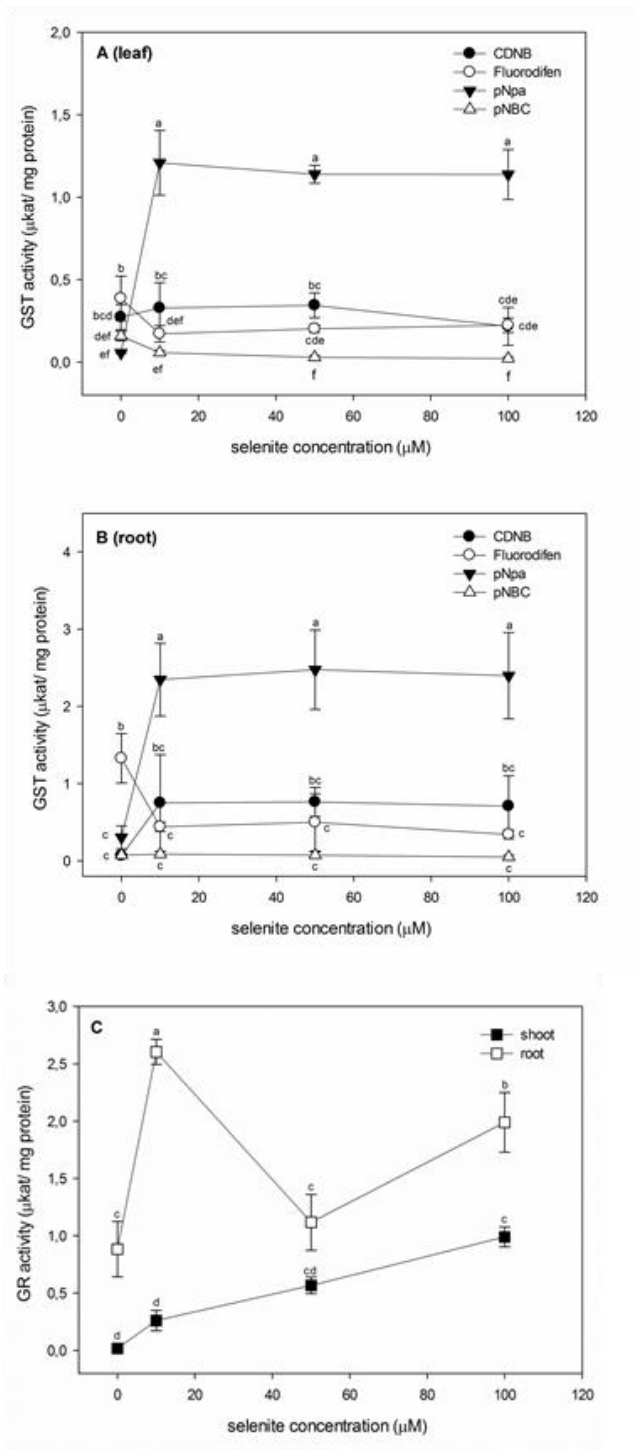 A (leaf)
CDNB
Fluorodifen
pNpa
pNBC
2,0
1,5
1,0
0,5
0,0
GST activity (µkat/ mg protein)
a
a
a
b
bc
bc
cde
bcd
def
cde
def
cde
ef
ef
f
f
0 20 40 60 80 100 120
selenite concentration (µM)
B (root)
CDNB
Fluorodifen
pNpa
pNBC
4
3
2
1
0
GST activity (µkat/ mg protein)
a
a
a
b
bc
bc
bc
c
c
c
c
c
c
c
c
0 20 40 60 80 100 120
selenite concentration (µM)
C
shoot
root
3,0
2,5
2,0
1,5
1,0
0,5
0,0
GR activity (µkat/ mg protein)
a
b
c
c
c
cd
d
d
0 20 40 60 80 100 120
selenite concentration (µM)